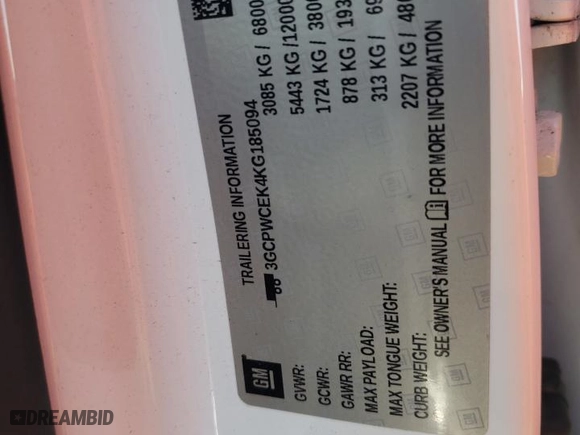 GM
TRAILERING INFORMATION
3GCPWCEK4KG185094
GVWR: 3085 KG / 6800
GCWR: 5443 KG /12000
GAWR RR: 1724 KG / 3800
MAX PAYLOAD: 878 KG / 193
MAX TONGUE WEIGHT: 313 KG / 69
CURB WEIGHT: 2207 KG / 48
SEE OWNER'S MANUAL FOR MORE INFORMATION
DREAMBID